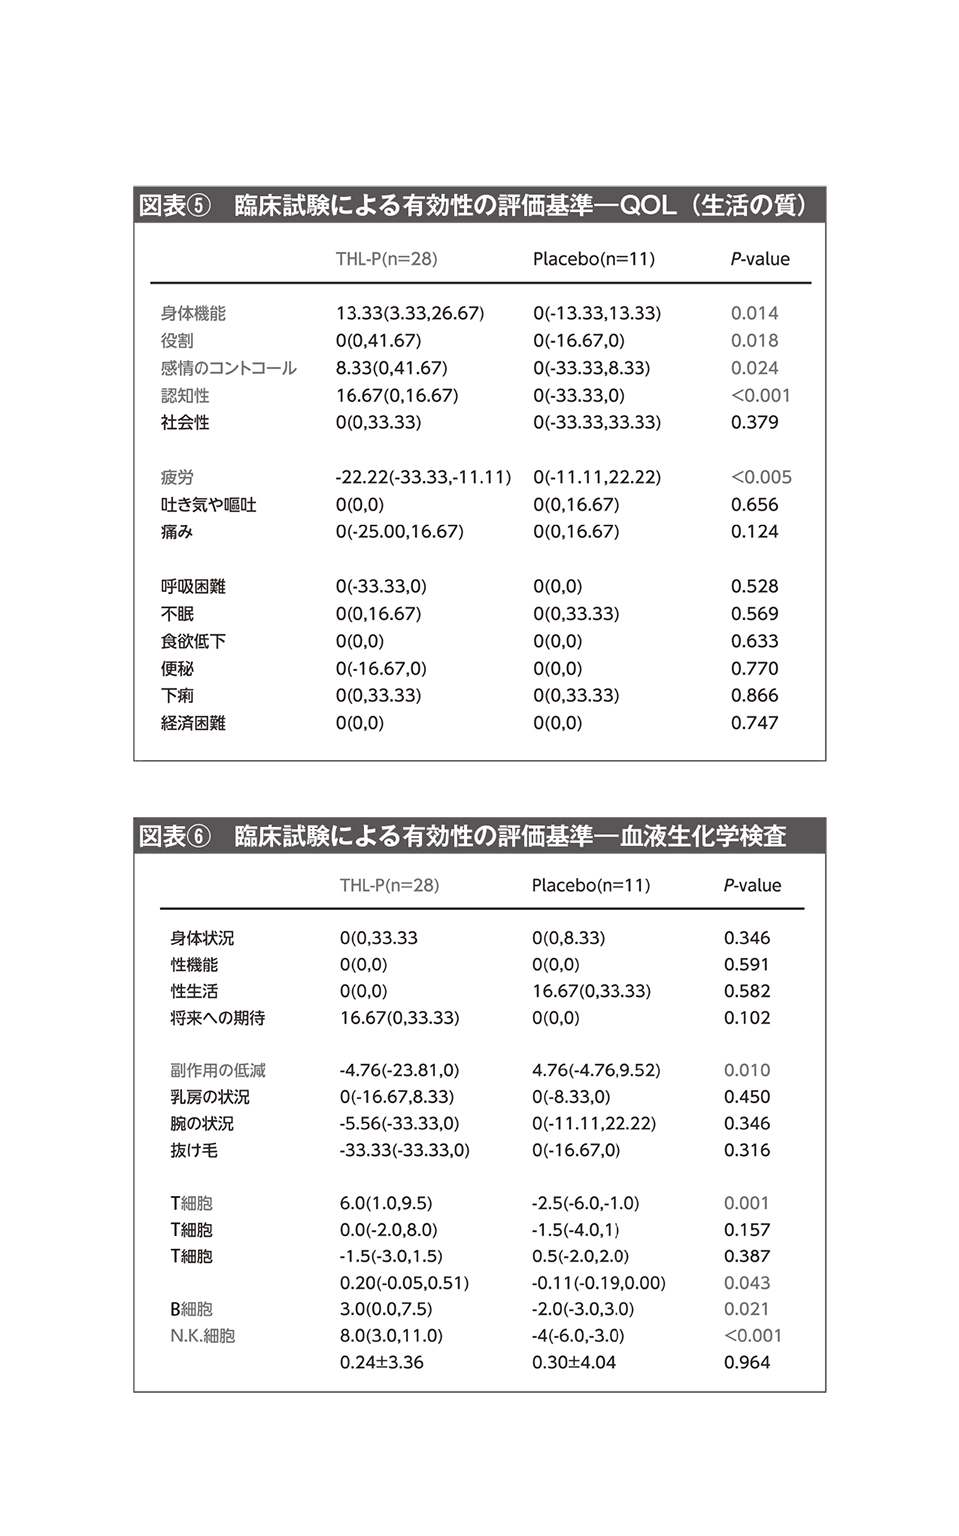 図表⑤　臨床試験による有効性の評価基準―QOL（生活の質）
THL-P(n=28) Placebo(n=11) P-value
身体機能 13.33(3.33,26.67) 0(-13.33,13.33) 0.014
役割 0(0,41.67) 0(-16.67,0) 0.018
感情のコントコール 8.33(0,41.67) 0(-33.33,8.33) 0.024
認知性 16.67(0,16.67) 0(-33.33,0) <0.001
社会性 0(0,33.33) 0(-33.33,33.33) 0.379
疲労 -22.22(-33.33,-11.11) 0(-11.11,22.22) <0.005
吐き気や嘔吐 0(0,0) 0(0,16.67) 0.656
痛み 0(-25.00,16.67) 0(0,16.67) 0.124
呼吸困難 0(-33.33,0) 0(0,0) 0.528
不眠 0(0,16.67) 0(0,33.33) 0.569
食欲低下 0(0,0) 0(0,0) 0.633
便秘 0(-16.67,0) 0(0,0) 0.770
下痢 0(0,33.33) 0(0,33.33) 0.866
経済困難 0(0,0) 0(0,0) 0.747
図表⑥　臨床試験による有効性の評価基準―血液生化学検査
THL-P(n=28) Placebo(n=11) P-value
身体状況 0(0,33.33 0(0,8.33) 0.346
性機能 0(0,0) 0(0,0) 0.591
性生活 0(0,0) 16.67(0,33.33) 0.582
将来への期待 16.67(0,33.33) 0(0,0) 0.102
副作用の低減 -4.76(-23.81,0) 4.76(-4.76,9.52) 0.010
乳房の状況 0(-16.67,8.33) 0(-8.33,0) 0.450
腕の状況 -5.56(-33.33,0) 0(-11.11,22.22) 0.346
抜け毛 -33.33(-33.33,0) 0(-16.67,0) 0.316
T細胞 6.0(1.0,9.5) -2.5(-6.0,-1.0) 0.001
T細胞 0.0(-2.0,8.0) -1.5(-4.0,1) 0.157
T細胞 -1.5(-3.0,1.5) 0.5(-2.0,2.0) 0.387
0.20(-0.05,0.51) -0.11(-0.19,0.00) 0.043
B細胞 3.0(0.0,7.5) -2.0(-3.0,3.0) 0.021
N.K.細胞 8.0(3.0,11.0) -4(-6.0,-3.0) <0.001
0.24±3.36 0.30±4.04 0.964